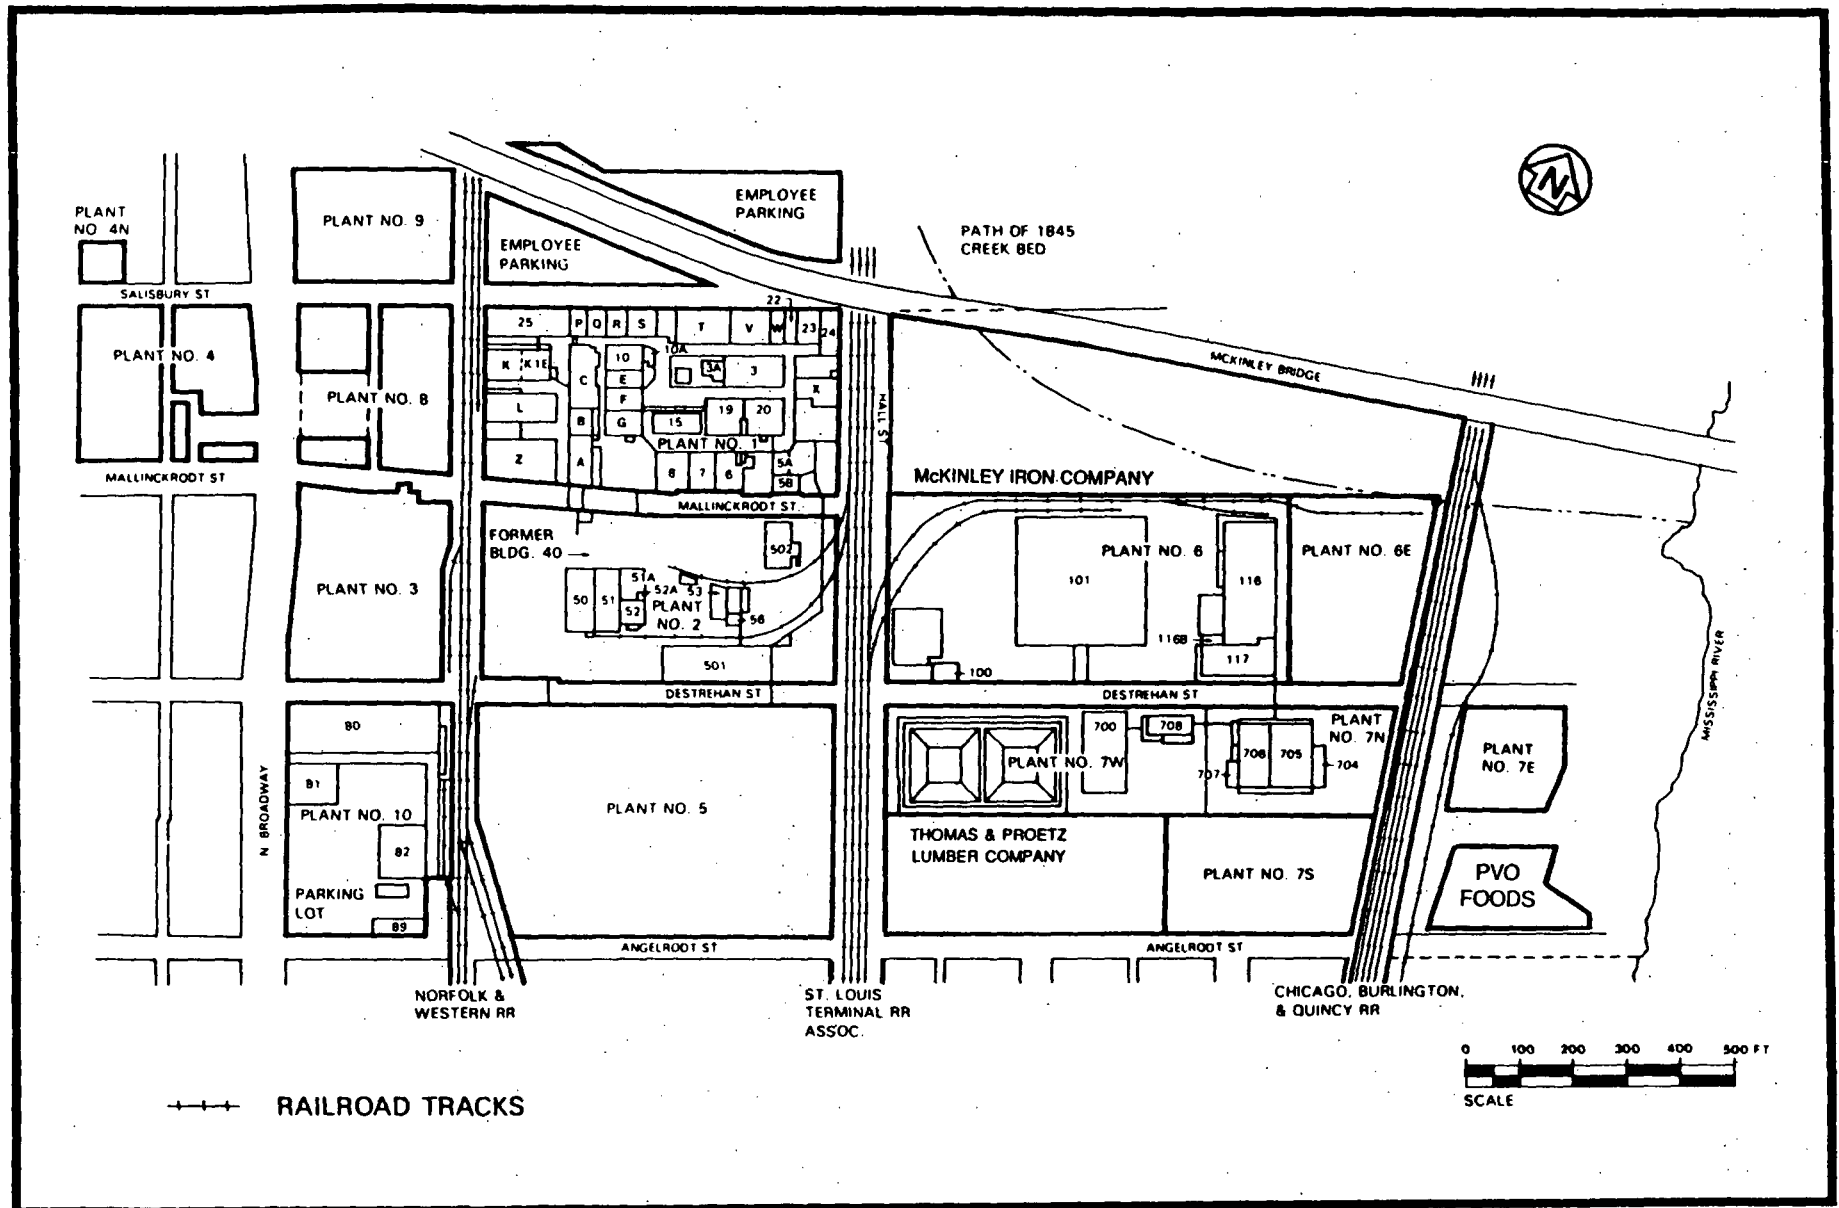 EMPLOYEE
PARKING
PLANT
NO. 4N
PLANT NO. 9
EMPLOYEE
PARKING
PATH OF 1845
CREEK BED
N
SALISBURY ST
22
25
P
Q
R
S
T
V
W
23
24
PLANT NO. 4
K
K1E
C
10
10A
E
3A
3
X
MCKINLEY BRIDGE
PLANT NO. 8
L
B
F
G
15
19
20
HALL ST
PLANT NO. 1
Z
A
8
7
6
5A
5B
MALLINCKRODT ST
McKINLEY IRON COMPANY
MALLINCKRODT ST.
FORMER
BLDG. 40
502
PLANT NO. 6
PLANT NO. 6E
PLANT NO. 3
50
51
51A
52
52A
53
PLANT
NO. 2
56
101
116
116B
117
501
100
DESTREHAN ST
DESTREHAN ST
MISSISSIPPI RIVER
80
81
PLANT NO. 10
82
PARKING
LOT
89
N BROADWAY
PLANT NO. 5
700
708
PLANT NO. 7W
706
705
707
704
PLANT
NO. 7N
PLANT
NO. 7E
THOMAS & PROETZ
LUMBER COMPANY
PLANT NO. 7S
PVO
FOODS
ANGELRODT ST
ANGELRODT ST
NORFOLK &
WESTERN RR
ST. LOUIS
TERMINAL RR
ASSOC.
CHICAGO, BURLINGTON,
& QUINCY RR
0 100 200 300 400 500 FT
SCALE
RAILROAD TRACKS